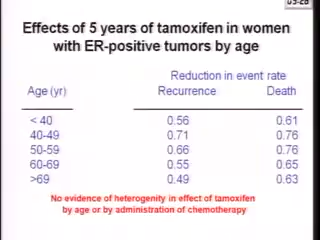 Effects of 5 years of tamoxifen in women
with ER-positive tumors by age
Reduction in event rate
Age (yr) Recurrence Death
< 40 0.56 0.61
40-49 0.71 0.76
50-59 0.66 0.76
60-69 0.55 0.65
>69 0.49 0.63
No evidence of heterogenity in effect of tamoxifen
by age or by administration of chemotherapy